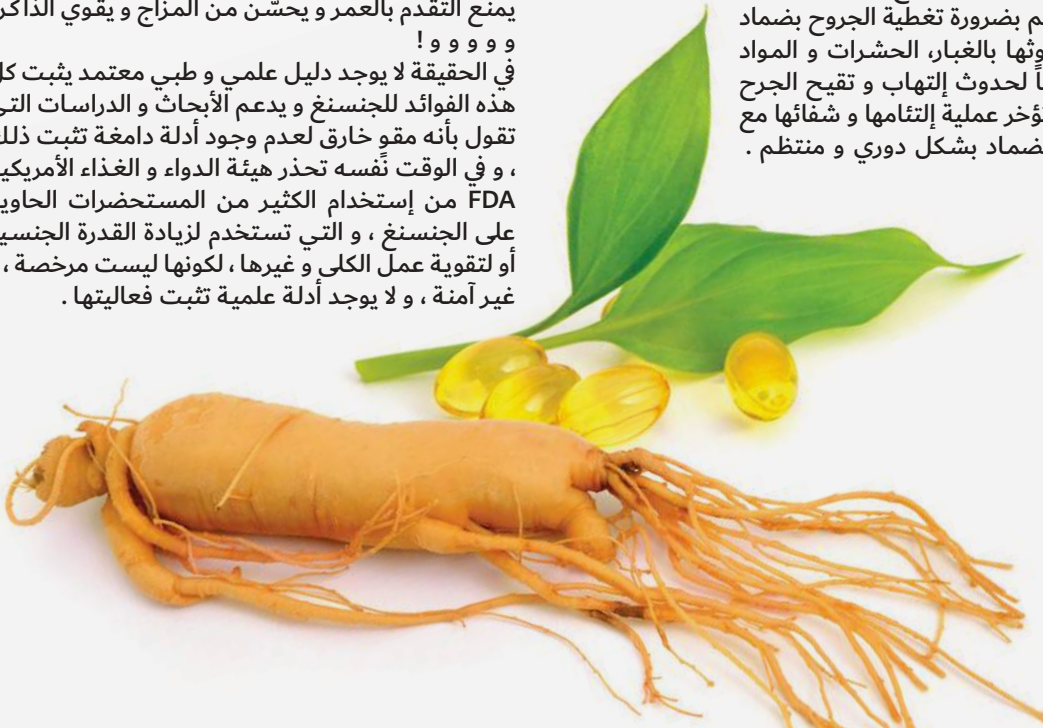 م بضرورة تغطية الجروح بضماد
وثها بالغبار، الحشرات و المواد
اً لحدوث إلتهاب و تقيح الجرح
ؤخر عملية إلتئامها و شفائها مع
ضماد بشكل دوري و منتظم .
يمنع التقدم بالعمر و يحسّن من المزاج و يقوي الذاكر
و و و و و !
في الحقيقة لا يوجد دليل علمي و طبي معتمد يثبت كل
هذه الفوائد للجنسنغ و يدعم الأبحاث و الدراسات التي
تقول بأنه مقو خارق لعدم وجود أدلة دامغة تثبت ذلك
، و في الوقت نَفسه تحذر هيئة الدواء و الغذاء الأمريكي
FDA من إستخدام الكثير من المستحضرات الحاوي
على الجنسنغ ، و التي تستخدم لزيادة القدرة الجنسي
أو لتقوية عمل الكلى و غيرها ، لكونها ليست مرخصة ،
غير آمنة ، و لا يوجد أدلة علمية تثبت فعاليتها .